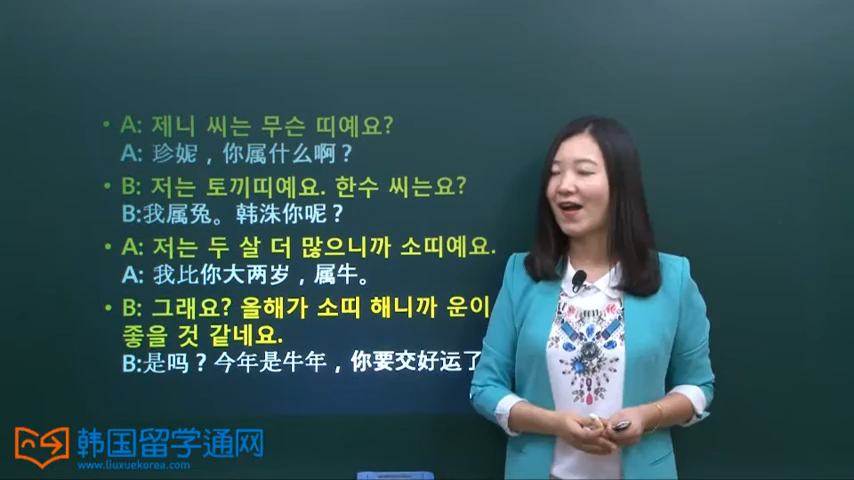 • A: 제니 씨는 무슨 띠예요?
A: 珍妮，你属什么啊？
• B: 저는 토끼띠예요. 한수 씨는요?
B:我属兔。韩洙你呢？
• A: 저는 두 살 더 많으니까 소띠예요.
A: 我比你大两岁，属牛。
• B: 그래요? 올해가 소띠 해니까 운이
좋을 것 같네요.
B:是吗？今年是牛年，你要交好运了
韩国留学通网
www.liuxuekorea.com